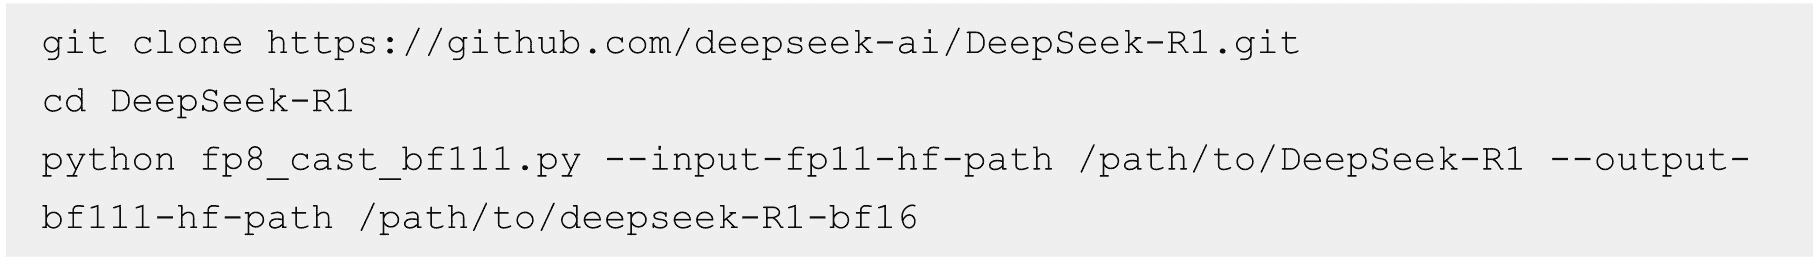 git clone https://github.com/deepseek-ai/DeepSeek-R1.git
cd DeepSeek-R1
python fp8_cast_bf111.py --input-fp11-hf-path /path/to/DeepSeek-R1 --output-
bf111-hf-path /path/to/deepseek-R1-bf16